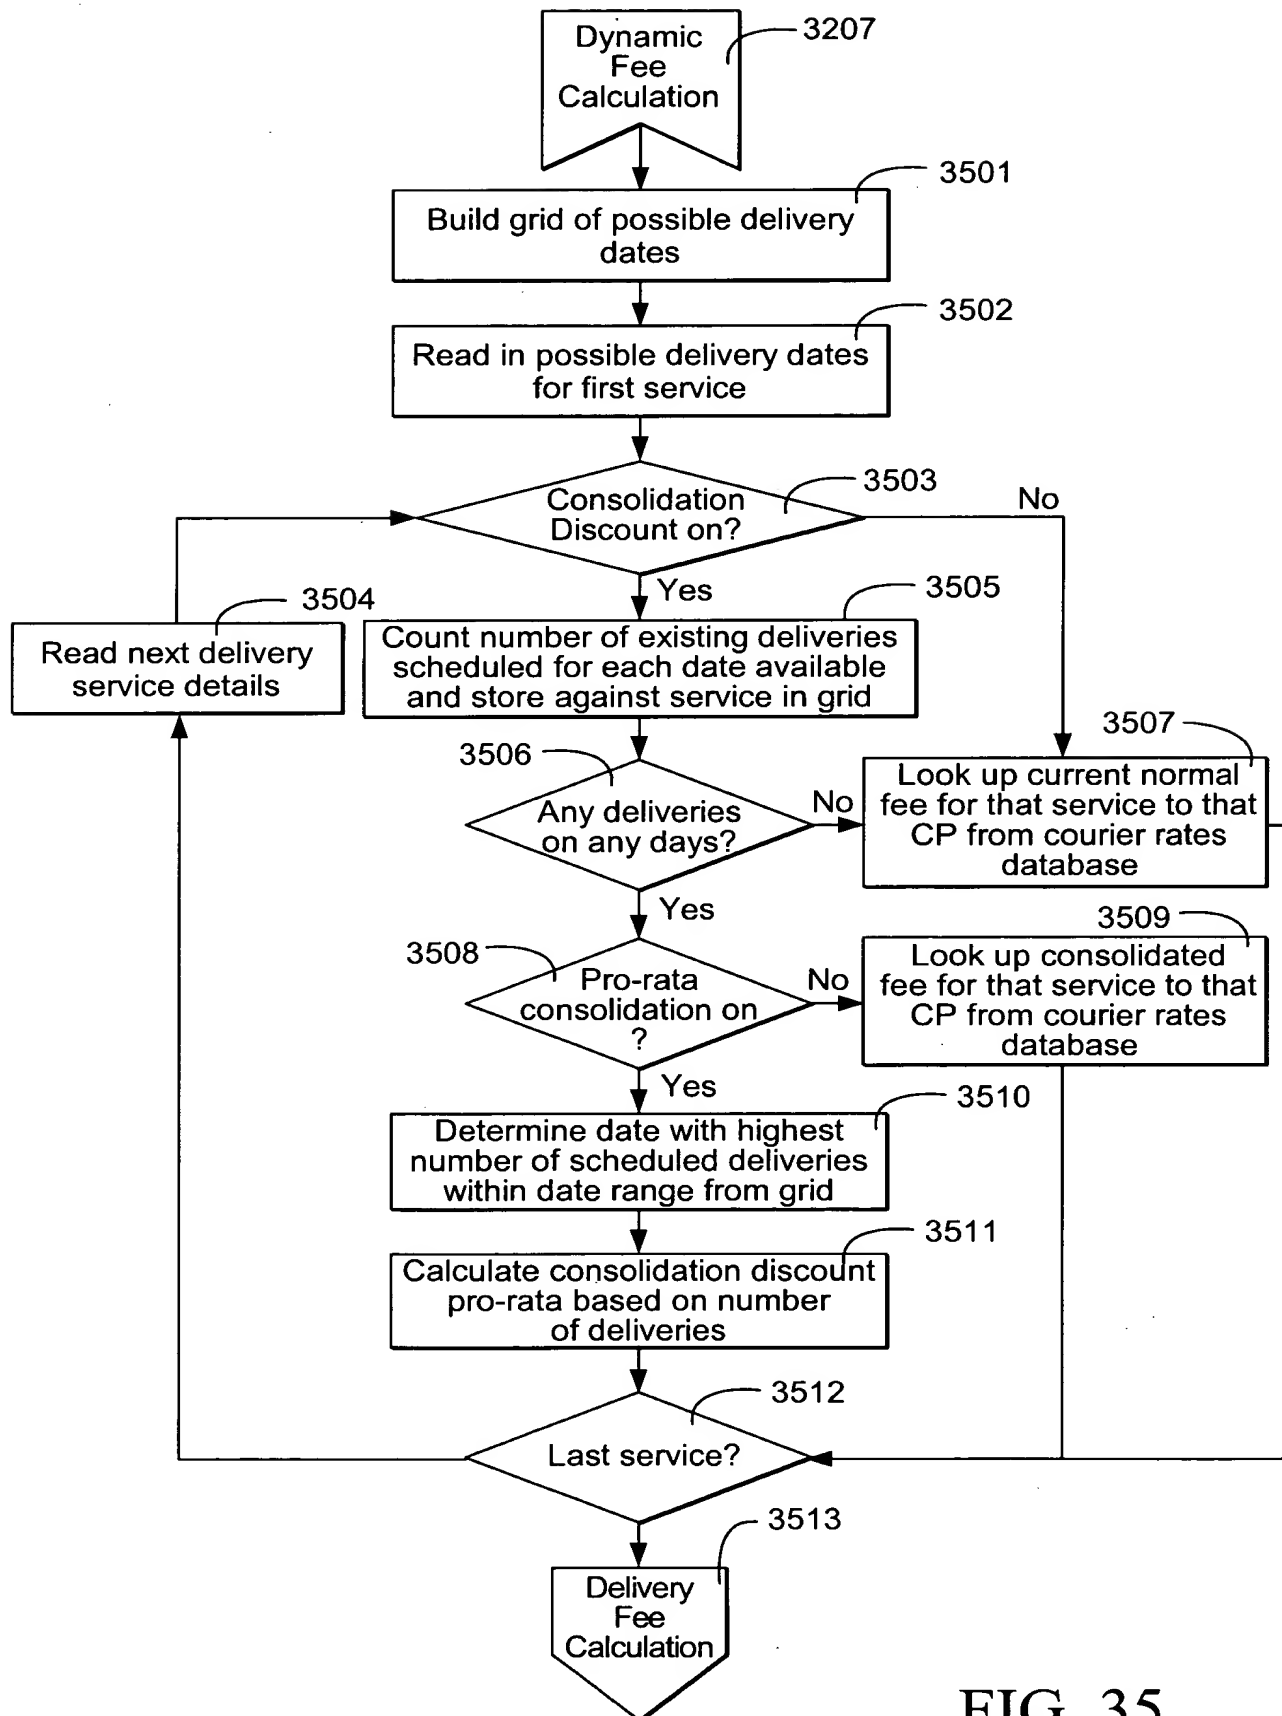 Dynamic
Fee
Calculation
3207
3501
Build grid of possible delivery
dates
3502
Read in possible delivery dates
for first service
3503
Consolidation
Discount on?
No
Yes
3504
Read next delivery
service details
3505
Count number of existing deliveries
scheduled for each date available
and store against service in grid
3506
Any deliveries
on any days?
No
Yes
3507
Look up current normal
fee for that service to that
CP from courier rates
database
3508
Pro-rata
consolidation on
?
No
Yes
3509
Look up consolidated
fee for that service to that
CP from courier rates
database
3510
Determine date with highest
number of scheduled deliveries
within date range from grid
3511
Calculate consolidation discount
pro-rata based on number
of deliveries
3512
Last service?
3513
Delivery
Fee
Calculation
FIG. 35